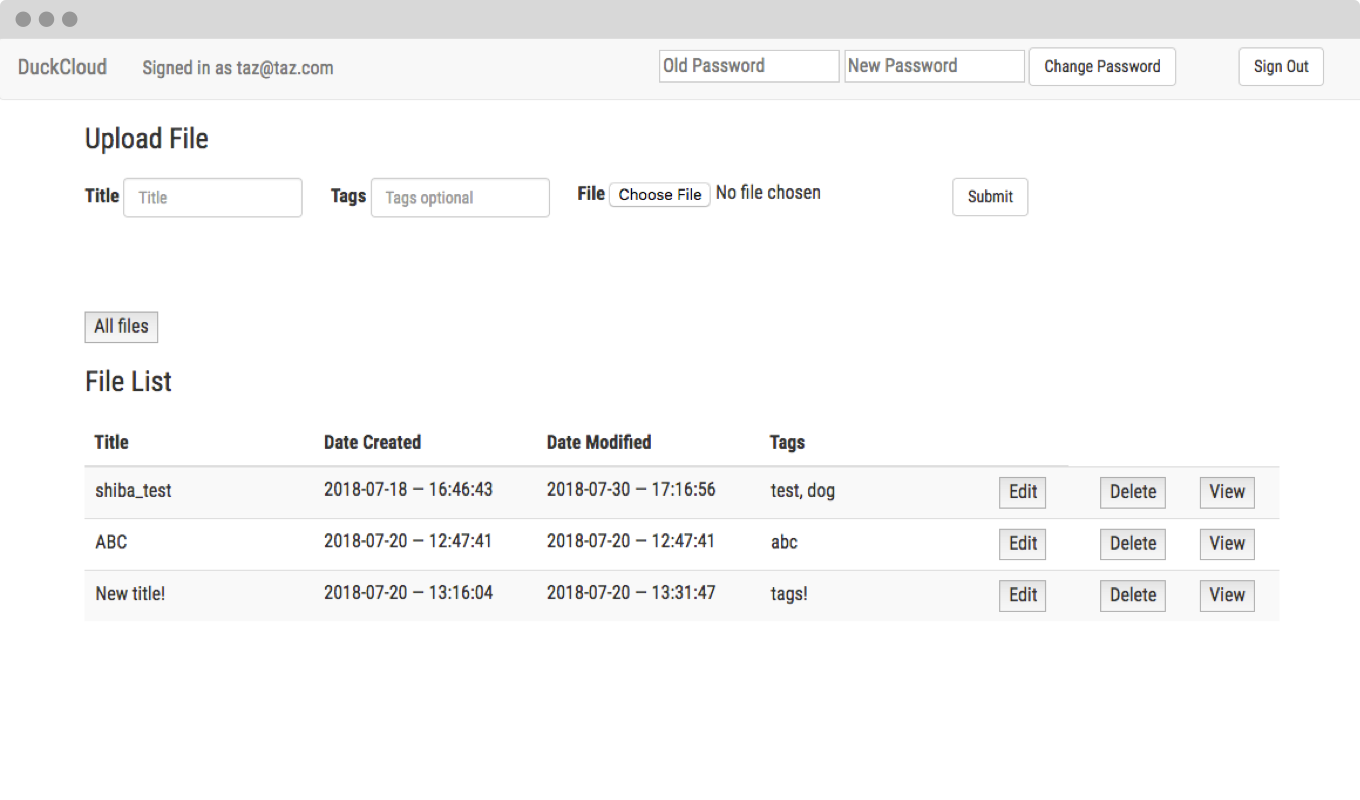 DuckCloud Signed in as taz@taz.com Old Password New Password Change Password Sign Out
Upload File
Title Title Tags Tags optional File Choose File No file chosen Submit
All files
File List
Title Date Created Date Modified Tags
shiba_test 2018-07-18 – 16:46:43 2018-07-30 – 17:16:56 test, dog Edit Delete View
ABC 2018-07-20 – 12:47:41 2018-07-20 – 12:47:41 abc Edit Delete View
New title! 2018-07-20 – 13:16:04 2018-07-20 – 13:31:47 tags! Edit Delete View